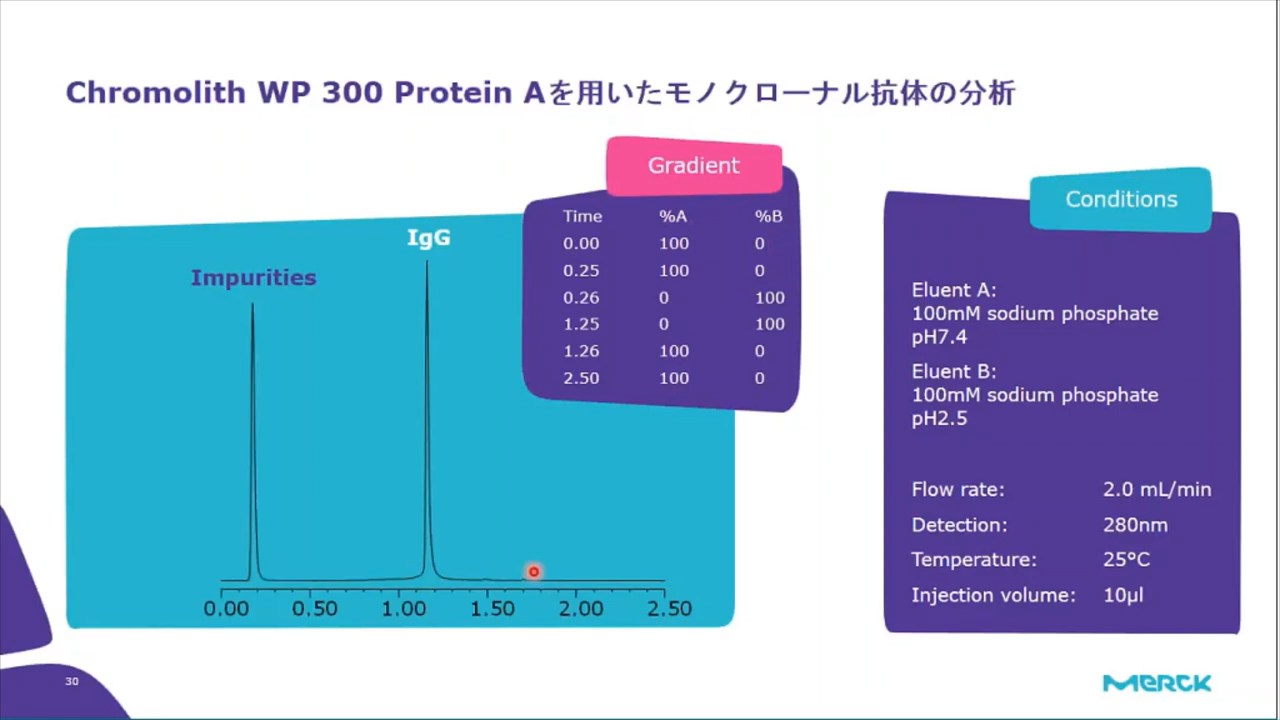 Chromolith WP 300 Protein Aを用いたモノクローナル抗体の分析
Gradient
Time %A %B
0.00 100 0
0.25 100 0
0.26 0 100
1.25 0 100
1.26 100 0
2.50 100 0
IgG
Impurities
0.00 0.50 1.00 1.50 2.00 2.50
Conditions
Eluent A:
100mM sodium phosphate
pH7.4
Eluent B:
100mM sodium phosphate
pH2.5
Flow rate: 2.0 mL/min
Detection: 280nm
Temperature: 25°C
Injection volume: 10µl
30
MERCK